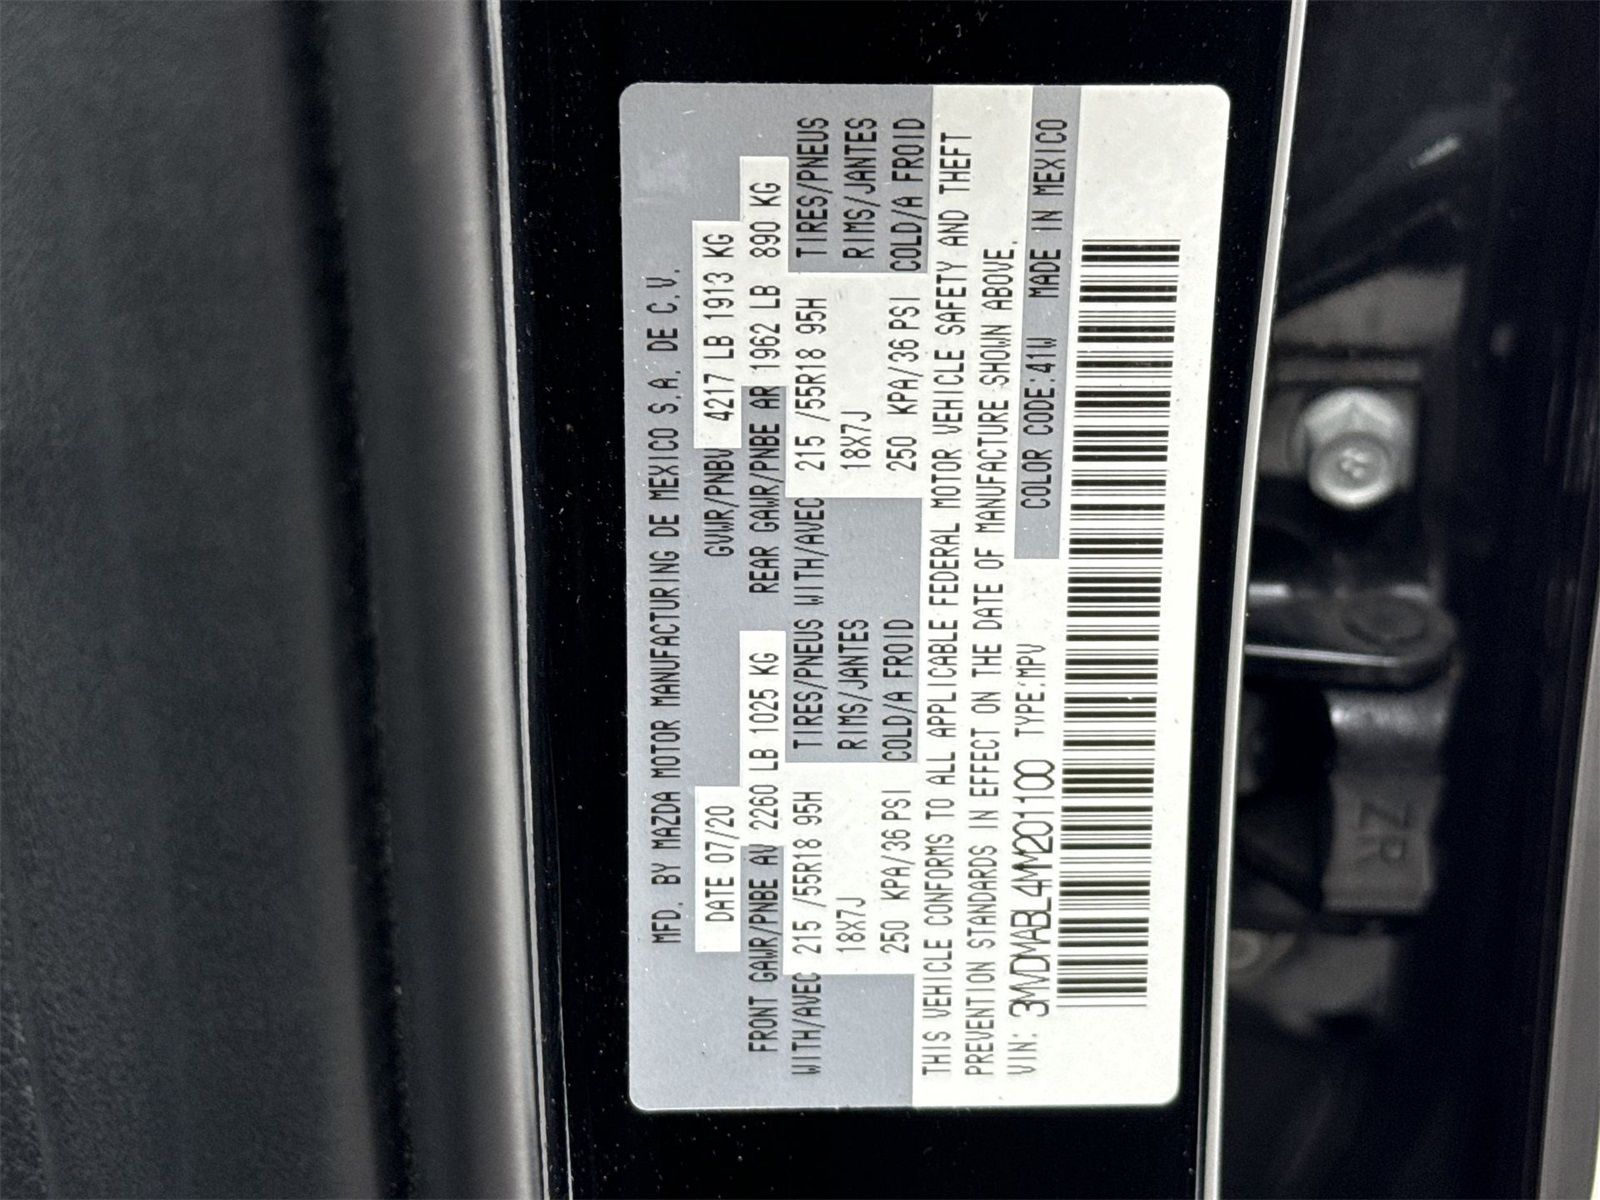 MFD. BY MAZDA MOTOR MANUFACTURING DE MEXICO S.A. DE C.V.
DATE 07/20 GVWR/PNBV 4217 LB 1913 KG
FRONT GAWR/PNBE AV 2260 LB 1025 KG REAR GAWR/PNBE AR 1962 LB 890 KG
WITH/AVEC 215 /55R18 95H TIRES/PNEUS WITH/AVEC 215 /55R18 95H TIRES/PNEUS
18X7J RIMS/JANTES 18X7J RIMS/JANTES
250 KPA/36 PSI COLD/A FROID 250 KPA/36 PSI COLD/A FROID
THIS VEHICLE CONFORMS TO ALL APPLICABLE FEDERAL MOTOR VEHICLE SAFETY AND THEFT
PREVENTION STANDARDS IN EFFECT ON THE DATE OF MANUFACTURE SHOWN ABOVE.
VIN: 3MVDMABL4MM201100 TYPE:MPV COLOR CODE:41W MADE IN MEXICO
ZR